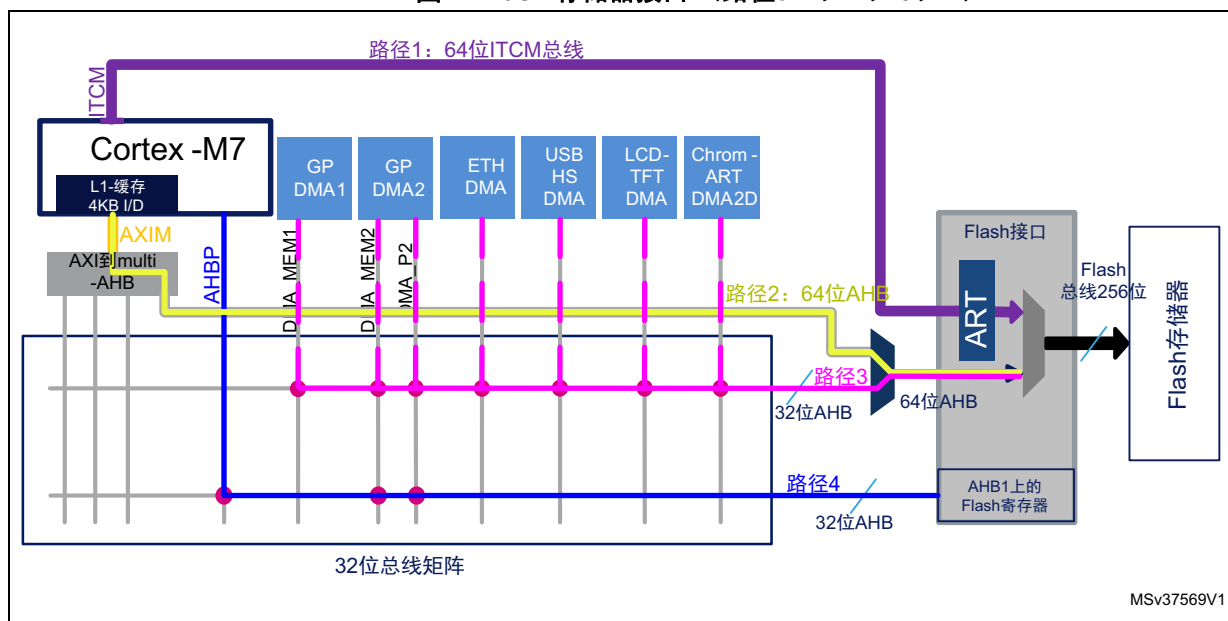 路径1：64位ITCM总线
ITCM
Cortex -M7
L1-缓存
4KB I/D
GP
DMA1
GP
DMA2
ETH
DMA
USB
HS
DMA
LCD-
TFT
DMA
Chrom -
ART
DMA2D
AXIM
AXI到multi
-AHB
AHBP
MEM1
MEM2
DMA_P2
路径2：64位AHB
Flash接口
ART
Flash
总线256位
Flash存储器
路径3
32位AHB
64位AHB
路径4
32位AHB
AHB1上的
Flash寄存器
32位总线矩阵
MSv37569V1